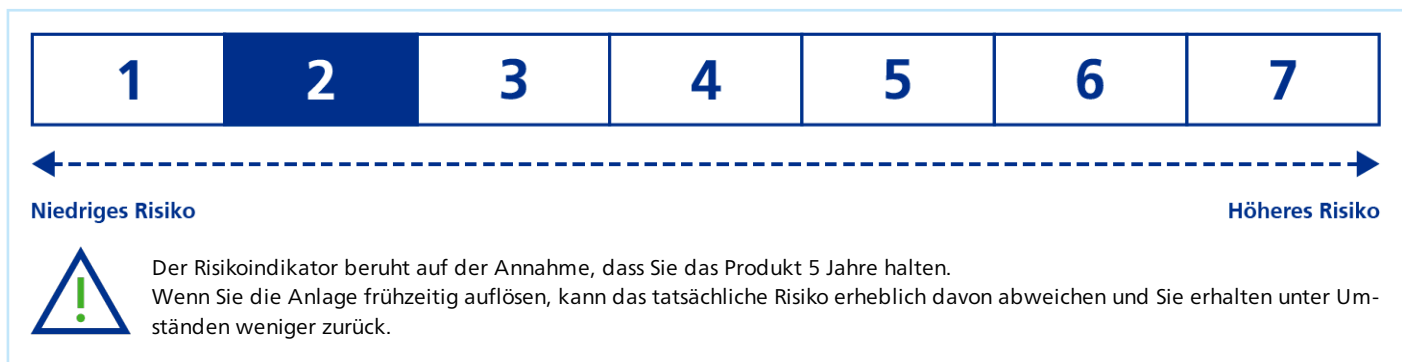 1 2 3 4 5 6 7
Niedriges Risiko Höheres Risiko
Der Risikoindikator beruht auf der Annahme, dass Sie das Produkt 5 Jahre halten.
Wenn Sie die Anlage frühzeitig auflösen, kann das tatsächliche Risiko erheblich davon abweichen und Sie erhalten unter Um-
ständen weniger zurück.